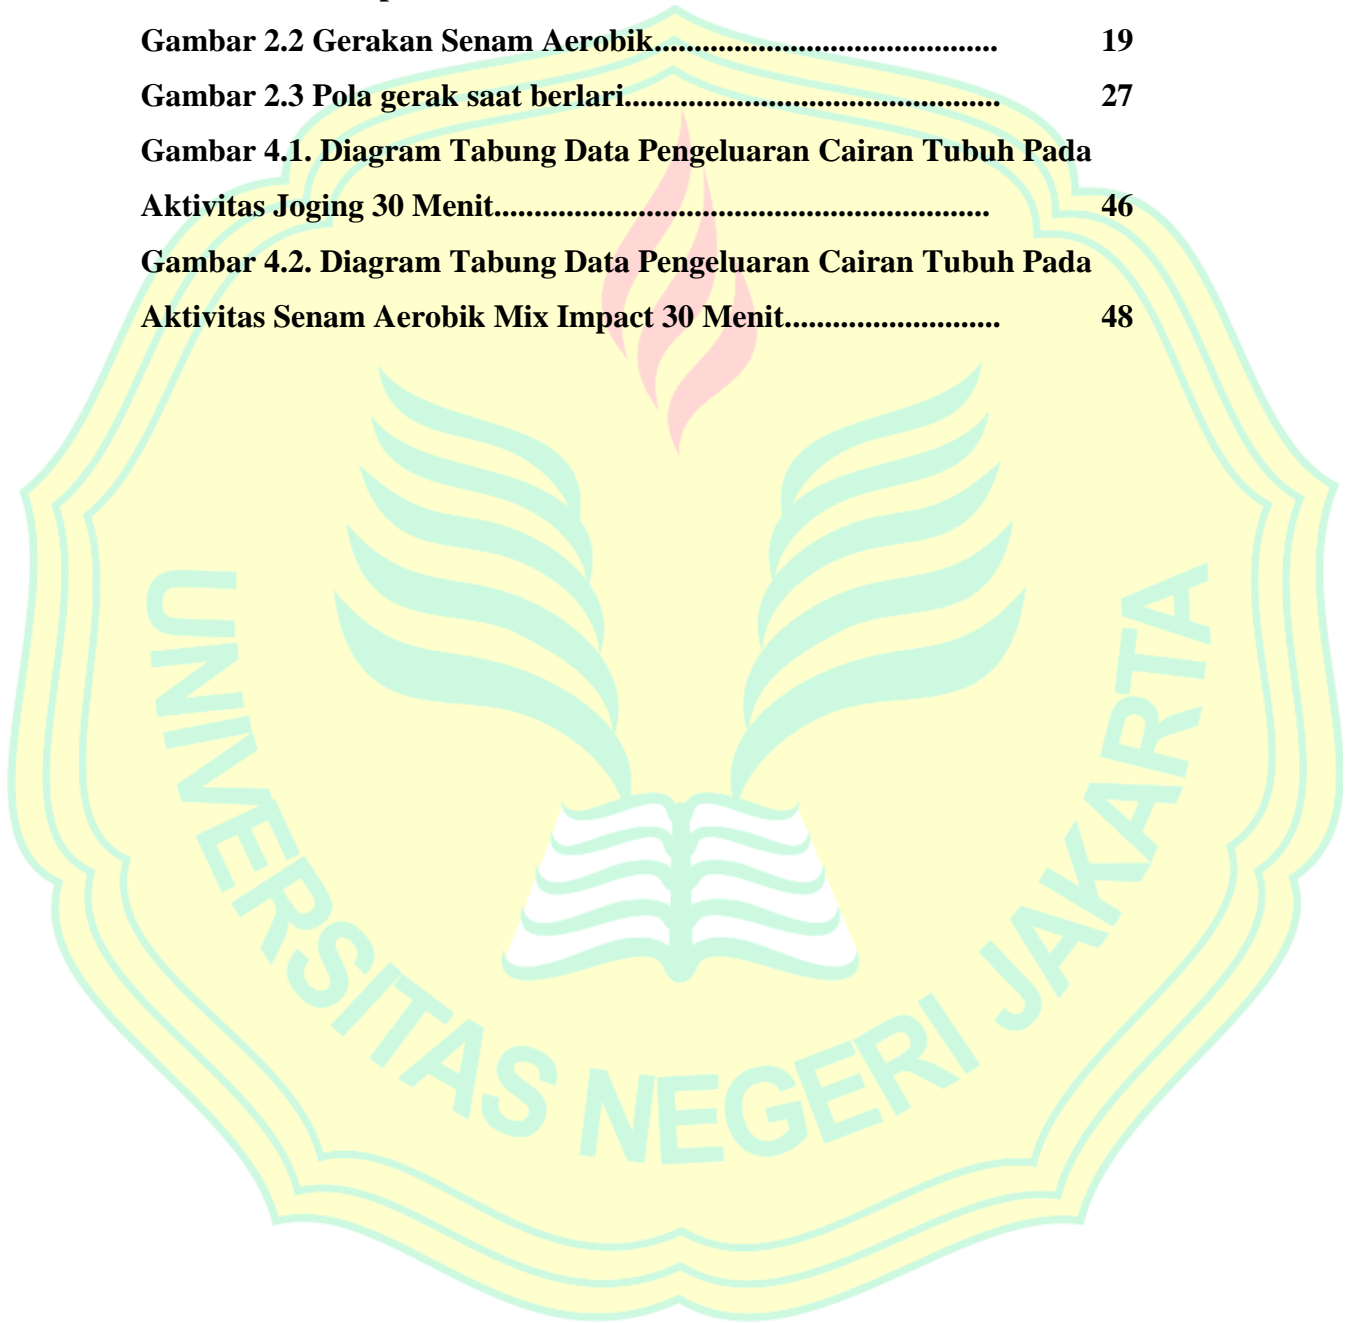 Gambar 2.2 Gerakan Senam Aerobik........................................... 19
Gambar 2.3 Pola gerak saat berlari............................................... 27
Gambar 4.1. Diagram Tabung Data Pengeluaran Cairan Tubuh Pada
Aktivitas Joging 30 Menit.............................................................. 46
Gambar 4.2. Diagram Tabung Data Pengeluaran Cairan Tubuh Pada
Aktivitas Senam Aerobik Mix Impact 30 Menit........................... 48
UNIVERSITAS NEGERI JAKARTA